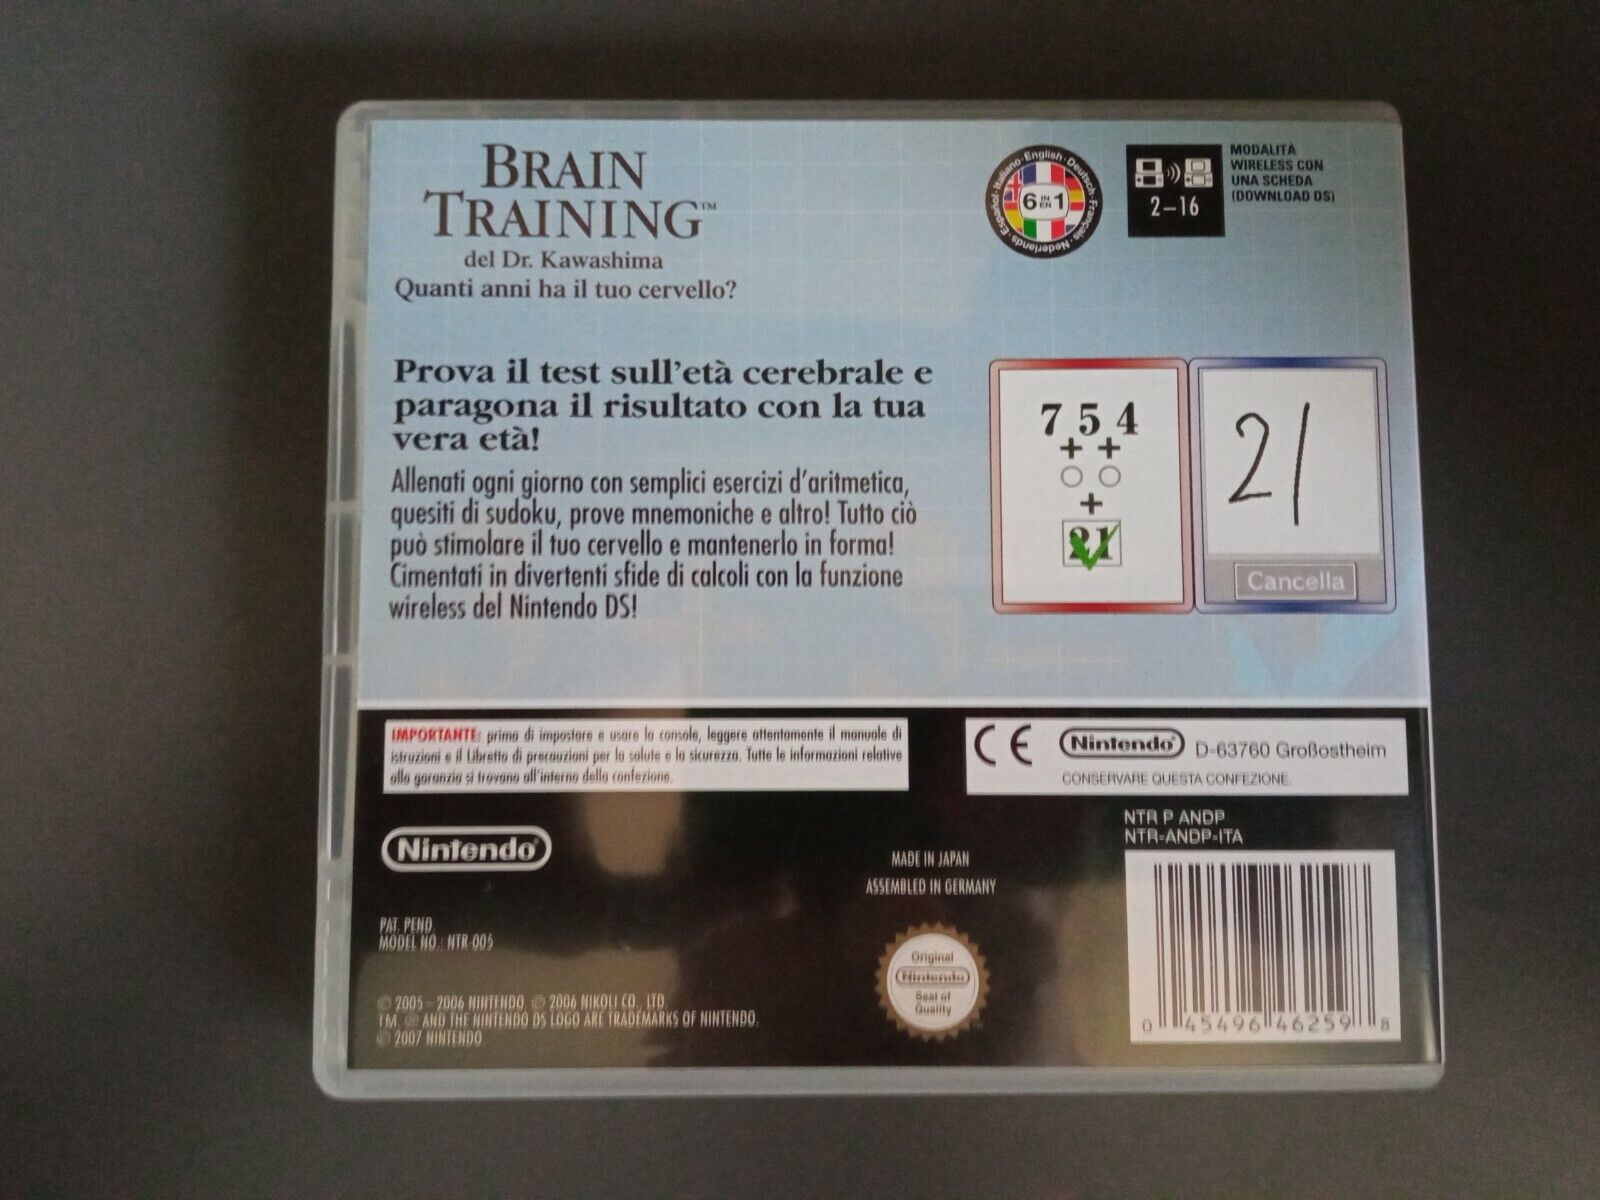 BRAIN
TRAINING™
del Dr. Kawashima
Quanti anni ha il tuo cervello?
Italiano · English · Deutsch · Français · Nederlands · Español
6 IN EN 1
2–16
MODALITÀ
WIRELESS CON
UNA SCHEDA
(DOWNLOAD DS)
Prova il test sull'età cerebrale e
paragona il risultato con la tua
vera età!
Allenati ogni giorno con semplici esercizi d'aritmetica,
quesiti di sudoku, prove mnemoniche e altro! Tutto ciò
può stimolare il tuo cervello e mantenerlo in forma!
Cimentati in divertenti sfide di calcoli con la funzione
wireless del Nintendo DS!
7 5 4
+ +
+
21
21
Cancella
IMPORTANTE: prima di impostare e usare la console, leggere attentamente il manuale di
istruzioni e il Libretto di precauzioni per la salute e la sicurezza. Tutte le informazioni relative
alla garanzia si trovano all'interno della confezione.
CE Nintendo® D-63760 Großostheim
CONSERVARE QUESTA CONFEZIONE.
Nintendo®
PAT. PEND.
MODEL NO.: NTR-005
© 2005–2006 NINTENDO. © 2006 NIKOLI CO., LTD.
TM, ® AND THE NINTENDO DS LOGO ARE TRADEMARKS OF NINTENDO.
© 2007 NINTENDO
MADE IN JAPAN
ASSEMBLED IN GERMANY
Original
Nintendo
Seal of
Quality
NTR P ANDP
NTR-ANDP-ITA
0 45496 46259 8